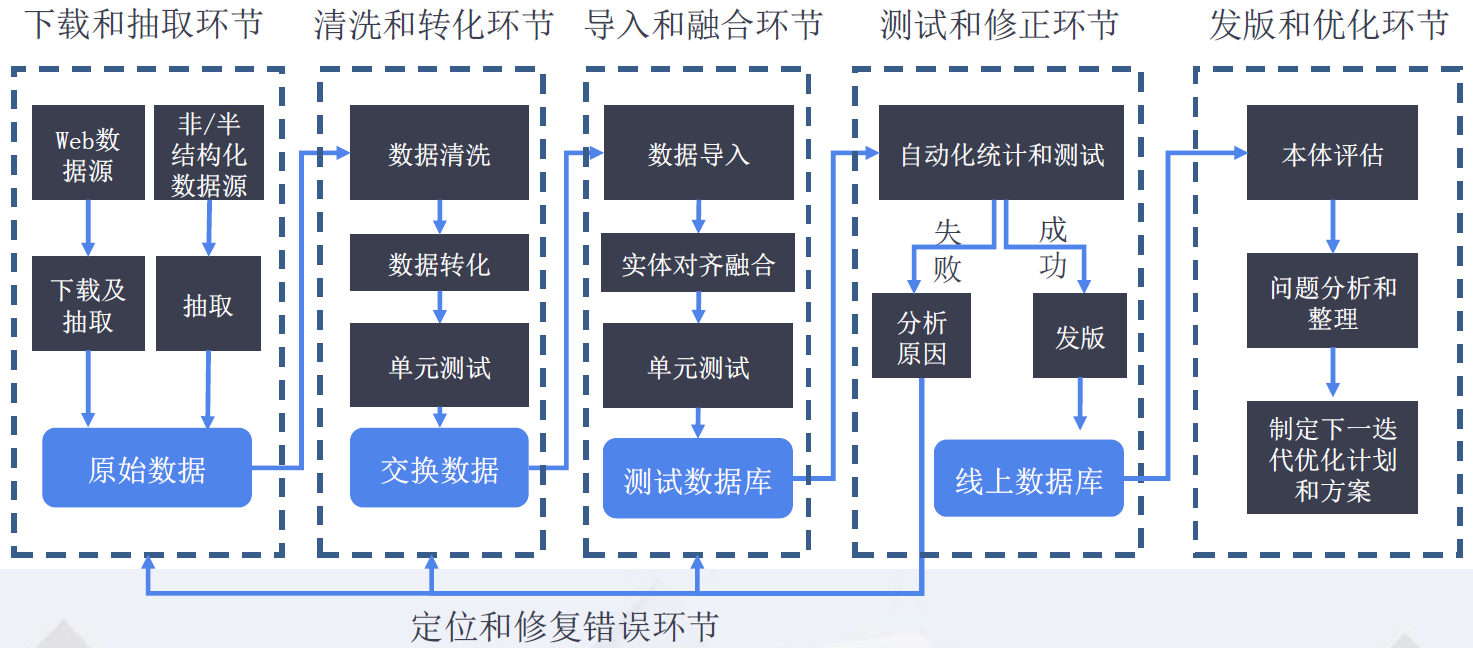 下载和抽取环节
Web数
据源
非/半
结构化
数据源
下载及
抽取
抽取
原始数据
清洗和转化环节
数据清洗
数据转化
单元测试
交换数据
导入和融合环节
数据导入
实体对齐融合
单元测试
测试数据库
测试和修正环节
自动化统计和测试
失
败
成
功
分析
原因
发版
线上数据库
发版和优化环节
本体评估
问题分析和
整理
制定下一迭
代优化计划
和方案
定位和修复错误环节